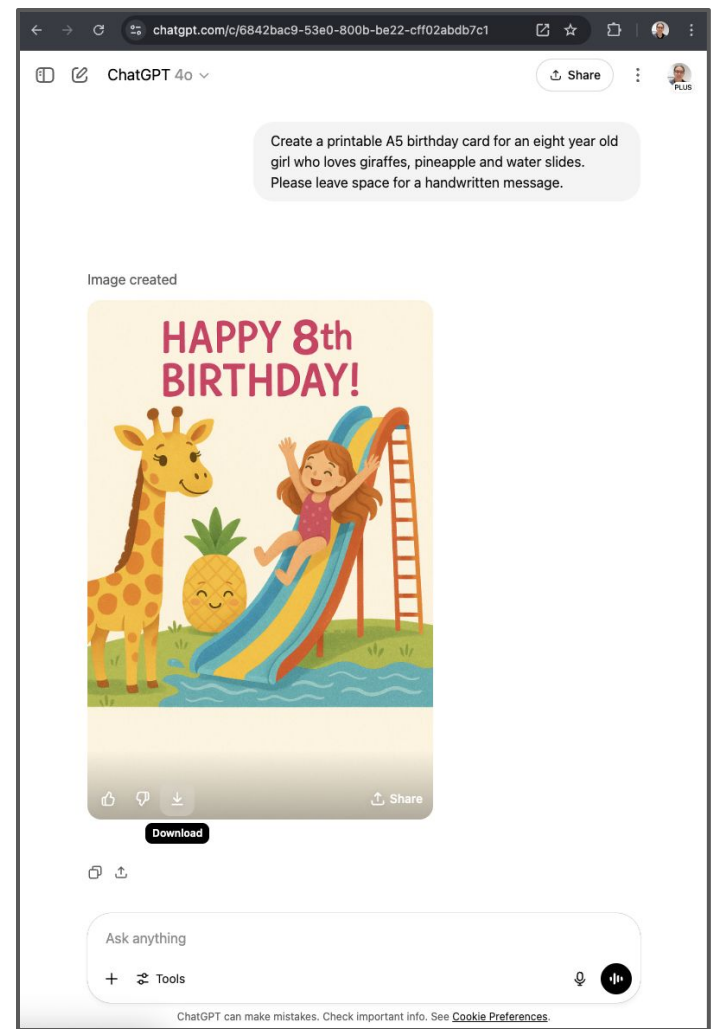 chatgpt.com/c/6842bac9-53e0-800b-be22-cff02abdb7c1
ChatGPT 4o
Share
PLUS
Create a printable A5 birthday card for an eight year old
girl who loves giraffes, pineapple and water slides.
Please leave space for a handwritten message.
Image created
HAPPY 8th
BIRTHDAY!
Share
Download
Ask anything
Tools
ChatGPT can make mistakes. Check important info. See Cookie Preferences.